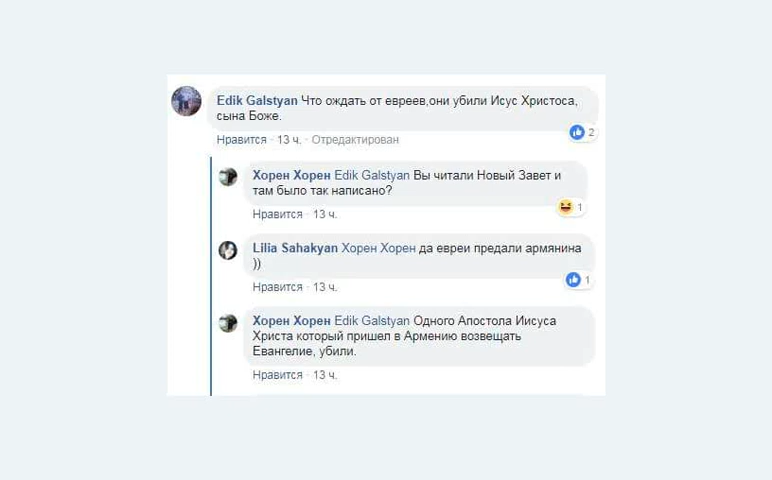 Edik Galstyan Что ождать от евреев,они убили Исус Христоса,
сына Боже.
2
Нравится · 13 ч. · Отредактирован
Хорен Хорен Edik Galstyan Вы читали Новый Завет и
там было так написано?
1
Нравится · 13 ч.
Lilia Sahakyan Хорен Хорен да евреи предали армянина
))
1
Нравится · 13 ч.
Хорен Хорен Edik Galstyan Одного Апостола Иисуса
Христа который пришел в Армению возвещать
Евангелие, убили.
Нравится · 13 ч.